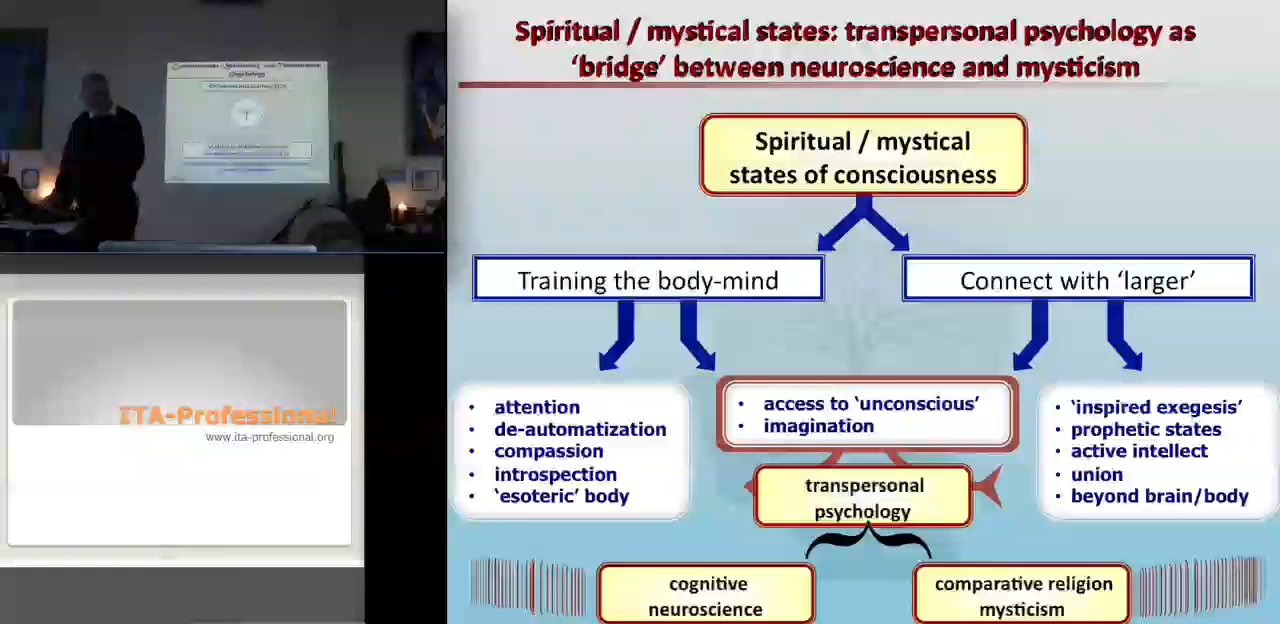 Spiritual / mystical states: transpersonal psychology as
‘bridge’ between neuroscience and mysticism
Spiritual / mystical
states of consciousness
Training the body-mind
Connect with ‘larger’
• attention
• de-automatization
• compassion
• introspection
• ‘esoteric’ body
• access to ‘unconscious’
• imagination
• ‘inspired exegesis’
• prophetic states
• active intellect
• union
• beyond brain/body
transpersonal
psychology
cognitive
neuroscience
comparative religion
mysticism
ITA-Professional
www.ita-professional.org